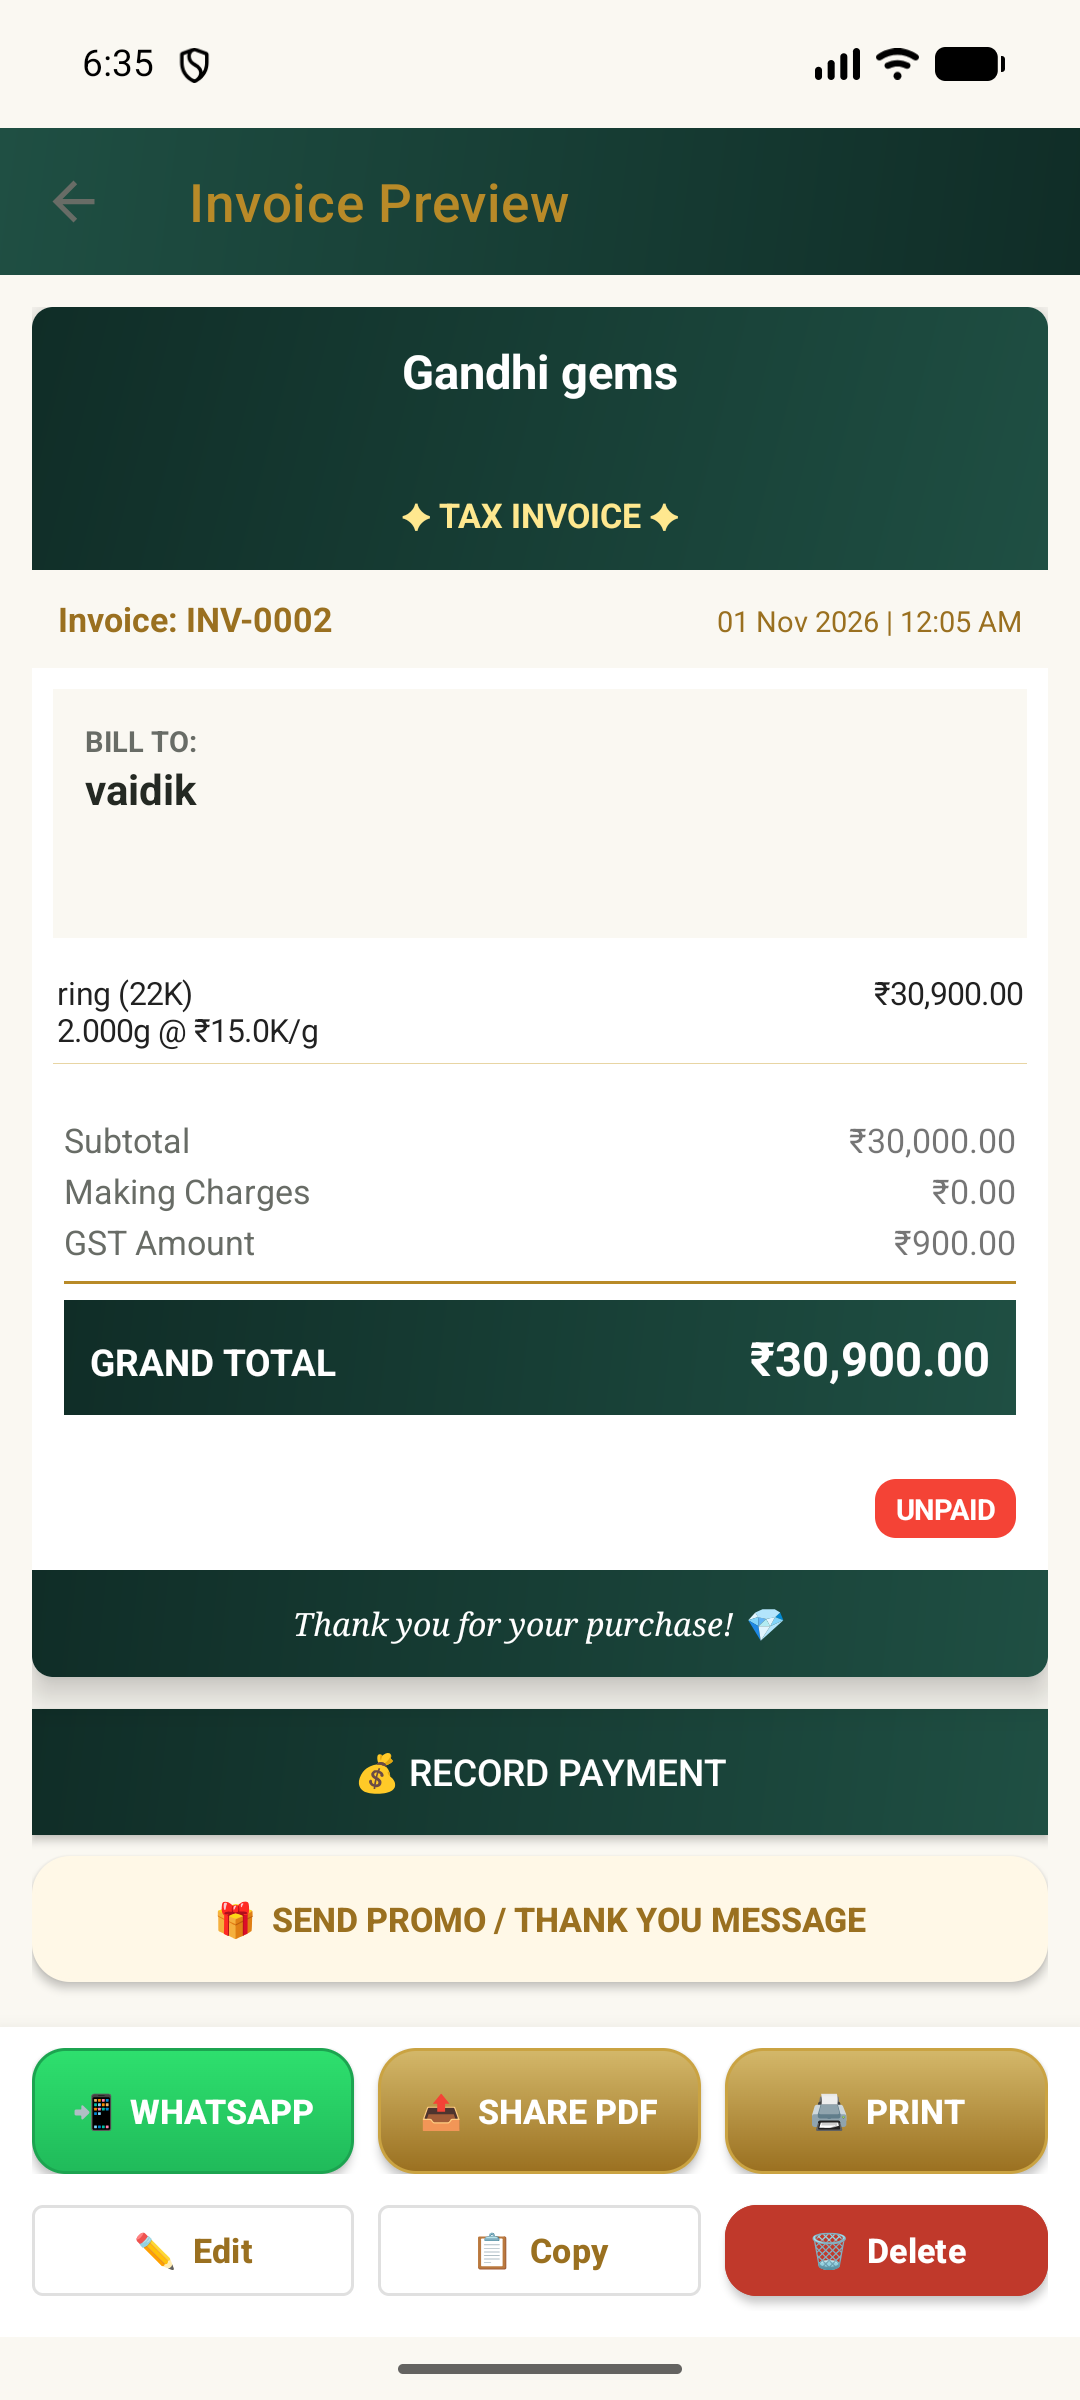 6:35
Invoice Preview
Gandhi gems
✦ TAX INVOICE ✦
Invoice: INV-0002
01 Nov 2026 | 12:05 AM
BILL TO:
vaidik
ring (22K)
₹30,900.00
2.000g @ ₹15.0K/g
Subtotal
₹30,000.00
Making Charges
₹0.00
GST Amount
₹900.00
GRAND TOTAL
₹30,900.00
UNPAID
Thank you for your purchase! 💎
💰 RECORD PAYMENT
🎁 SEND PROMO / THANK YOU MESSAGE
📲 WHATSAPP
📤 SHARE PDF
🖨️ PRINT
✏️ Edit
📋 Copy
🗑️ Delete